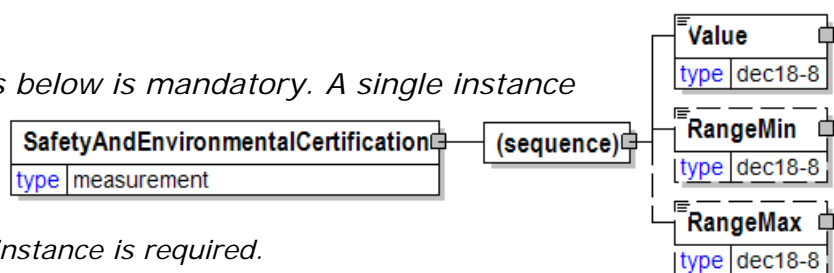 s below is mandatory. A single instance
SafetyAndEnvironmentalCertification
type measurement
(sequence)
Value
type dec18-8
RangeMin
type dec18-8
RangeMax
type dec18-8
instance is required.